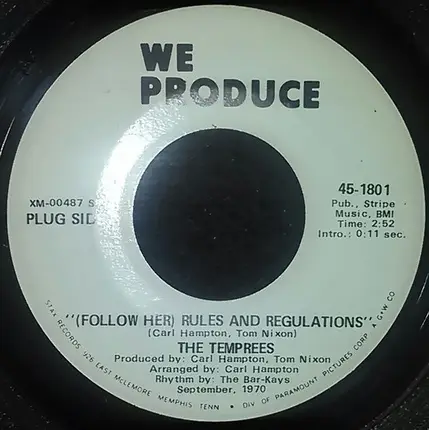 WE
PRODUCE
XM-00487 S
PLUG SID
45-1801
Pub., Stripe
Music, BMI
Time: 2:52
Intro.: 0:11 sec.
"(FOLLOW HER) RULES AND REGULATIONS"
(Carl Hampton, Tom Nixon)
THE TEMPREES
Produced by: Carl Hampton, Tom Nixon
Arranged by: Carl Hampton
Rhythm by: The Bar-Kays
September, 1970
STAX RECORDS 926 EAST McLEMORE MEMPHIS TENN • DIV OF PARAMOUNT PICTURES CORP. A G+W CO